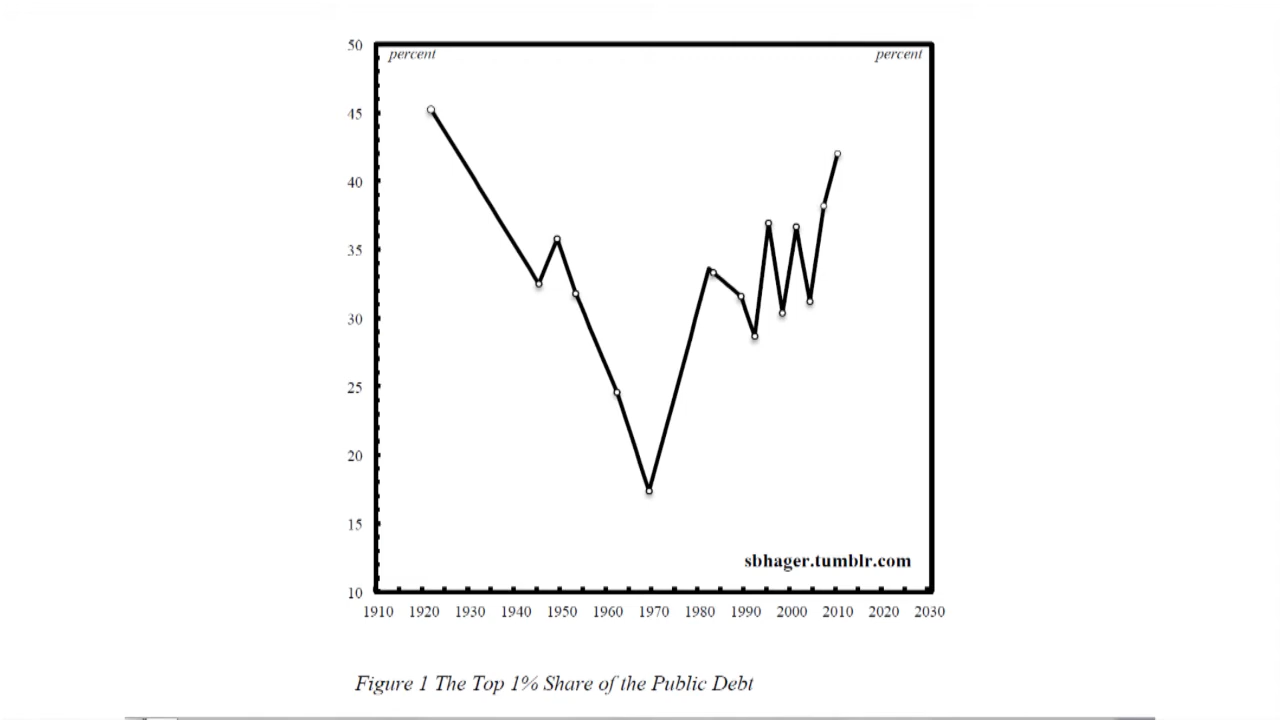 50
percent
percent
45
40
35
30
25
20
15
sbhager.tumblr.com
10
1910 1920 1930 1940 1950 1960 1970 1980 1990 2000 2010 2020 2030
Figure 1 The Top 1% Share of the Public Debt